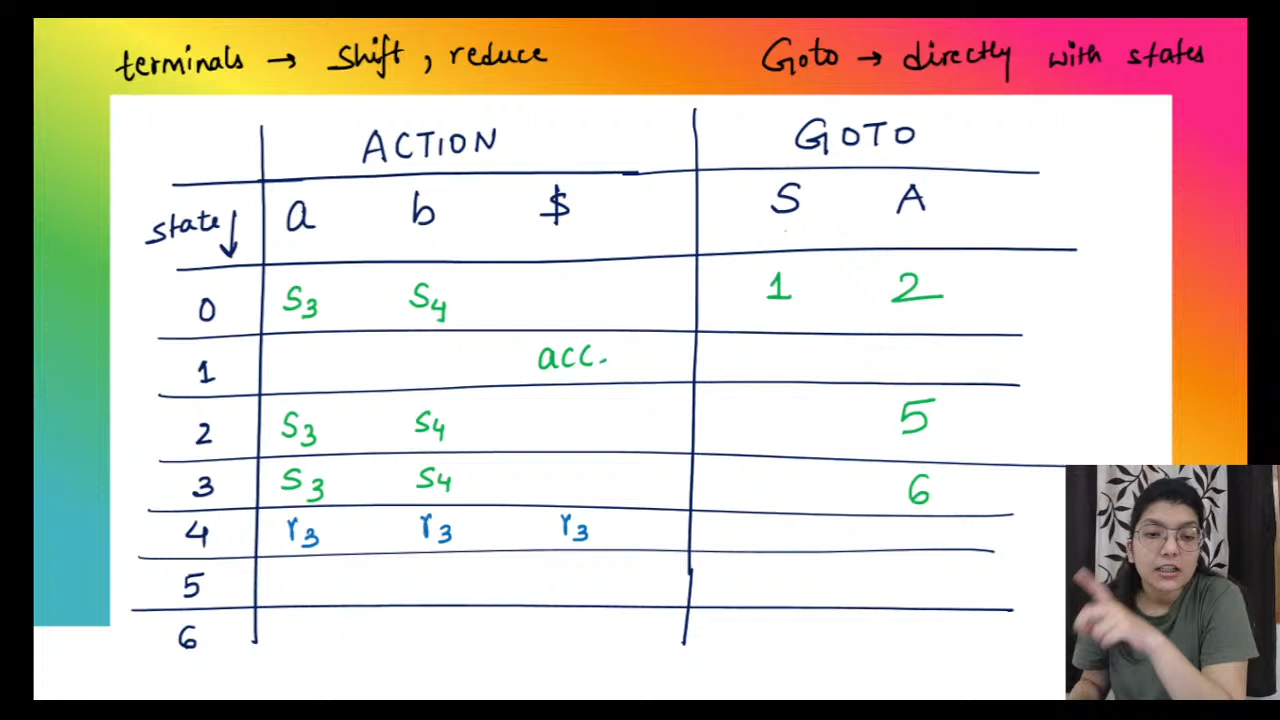 terminals → Shift, reduce
Goto → directly with states
ACTION GOTO
state↓ a b $ S A
0 S3 S4 1 2
1 acc.
2 S3 S4 5
3 S3 S4 6
4 r3 r3 r3
5
6